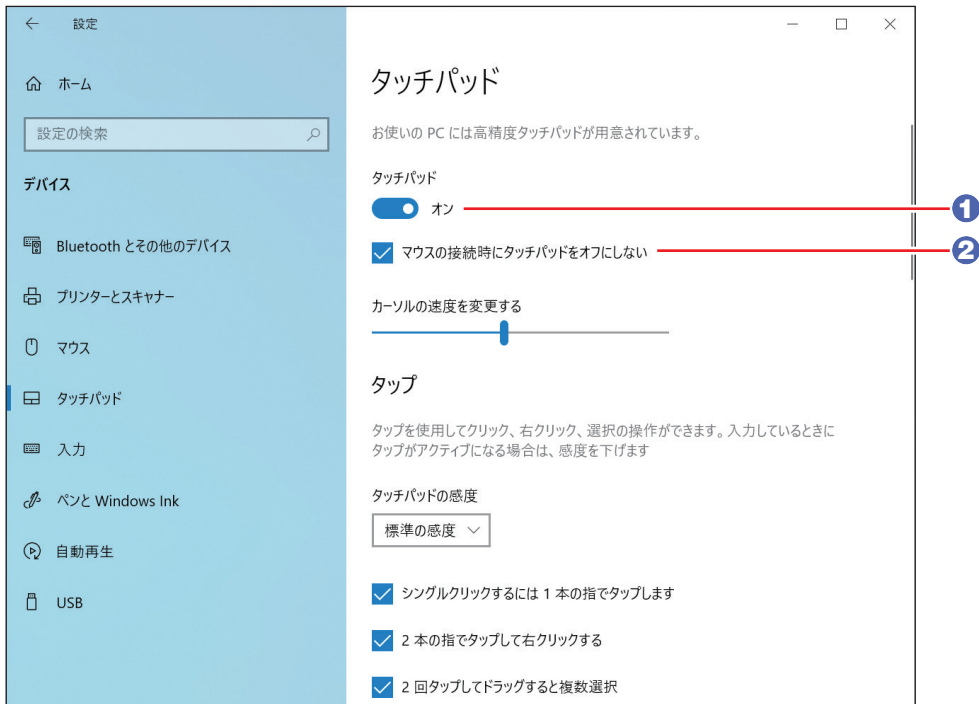 設定
ホーム
設定の検索
デバイス
Bluetooth とその他のデバイス
プリンターとスキャナー
マウス
タッチパッド
入力
ペンと Windows Ink
自動再生
USB
タッチパッド
お使いの PC には高精度タッチパッドが用意されています。
タッチパッド
オン
1
マウスの接続時にタッチパッドをオフにしない
2
カーソルの速度を変更する
タップ
タップを使用してクリック、右クリック、選択の操作ができます。入力しているときに
タップがアクティブになる場合は、感度を下げます
タッチパッドの感度
標準の感度
シングルクリックするには 1 本の指でタップします
2 本の指でタップして右クリックする
2 回タップしてドラッグすると複数選択